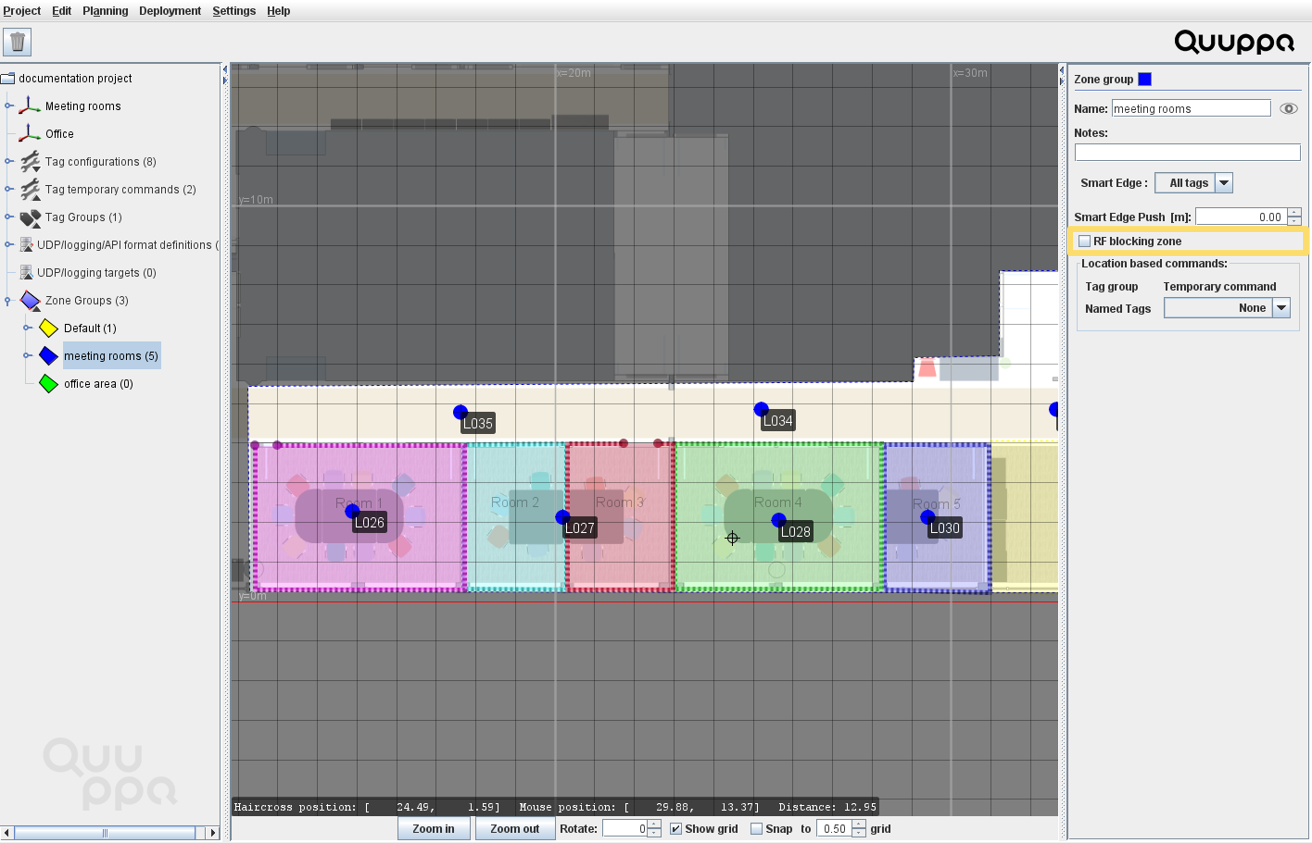 Project Edit Planning Deployment Settings Help
Quuppa
documentation project
Meeting rooms
Office
Tag configurations (8)
Tag temporary commands (2)
Tag Groups (1)
UDP/logging/API format definitions (
UDP/logging targets (0)
Zone Groups (3)
Default (1)
meeting rooms (5)
office area (0)
Quuppa
x=20m
x=30m
y=10m
L035
L034
Room 1
Room 2
Room 3
Room 4
Room 5
L026
L027
L028
L030
y=0m
Haircross position: [ 24.49, 1.59] Mouse position: [ 29.88, 13.37] Distance: 12.95
Zoom in Zoom out Rotate: 0 Show grid Snap to 0.50 grid
Zone group
Name: meeting rooms
Notes:
Smart Edge : All tags
Smart Edge Push [m]: 0.00
RF blocking zone
Location based commands:
Tag group Temporary command
Named Tags None